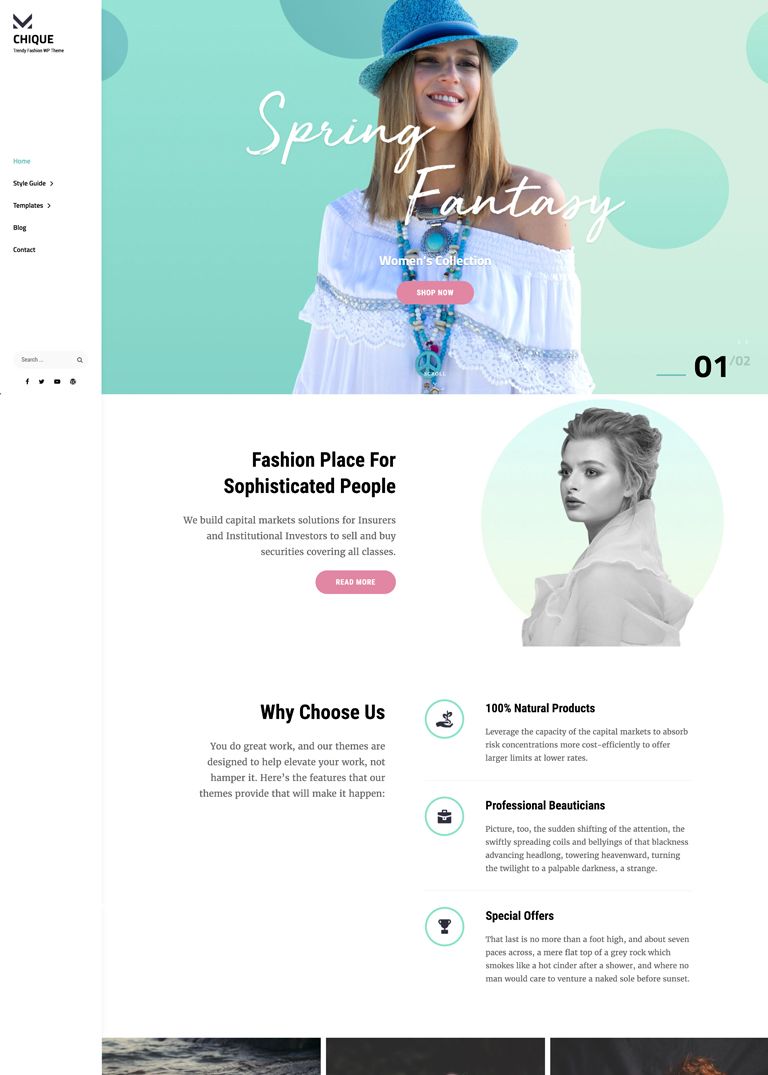 CHIQUE
Trendy Fashion WP Theme
Home
Style Guide
Templates
Blog
Contact
Search ...
Spring
Fantasy
Women's Collection
SHOP NOW
SCROLL
01/02
Fashion Place For
Sophisticated People
We build capital markets solutions for Insurers
and Institutional Investors to sell and buy
securities covering all classes.
READ MORE
Why Choose Us
You do great work, and our themes are
designed to help elevate your work, not
hamper it. Here's the features that our
themes provide that will make it happen:
100% Natural Products
Leverage the capacity of the capital markets to absorb
risk concentrations more cost-efficiently to offer
larger limits at lower rates.
Professional Beauticians
Picture, too, the sudden shifting of the attention, the
swiftly spreading coils and bellyings of that blackness
advancing headlong, towering heavenward, turning
the twilight to a palpable darkness, a strange.
Special Offers
That last is no more than a foot high, and about seven
paces across, a mere flat top of a grey rock which
smokes like a hot cinder after a shower, and where no
man would care to venture a naked sole before sunset.